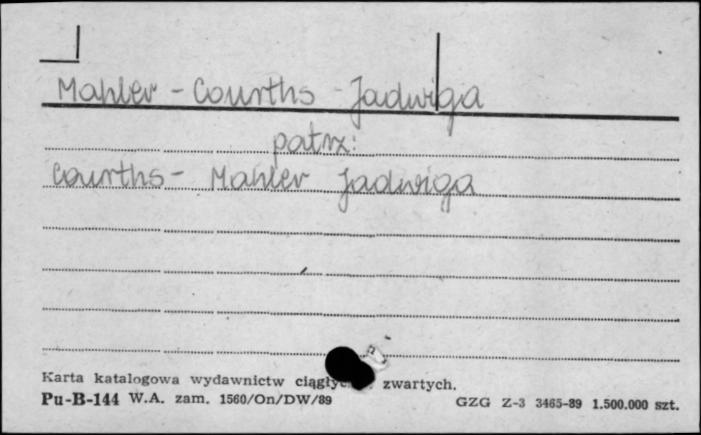 Mahler - Courths - Jadwiga
patrz:
Courths - Mahler Jadwiga
Karta katalogowa wydawnictw zwartych.
Pu-B-144 W.A. zam. 1560/On/DW/89
GZG Z-3 3465-89 1.500.000 szt.